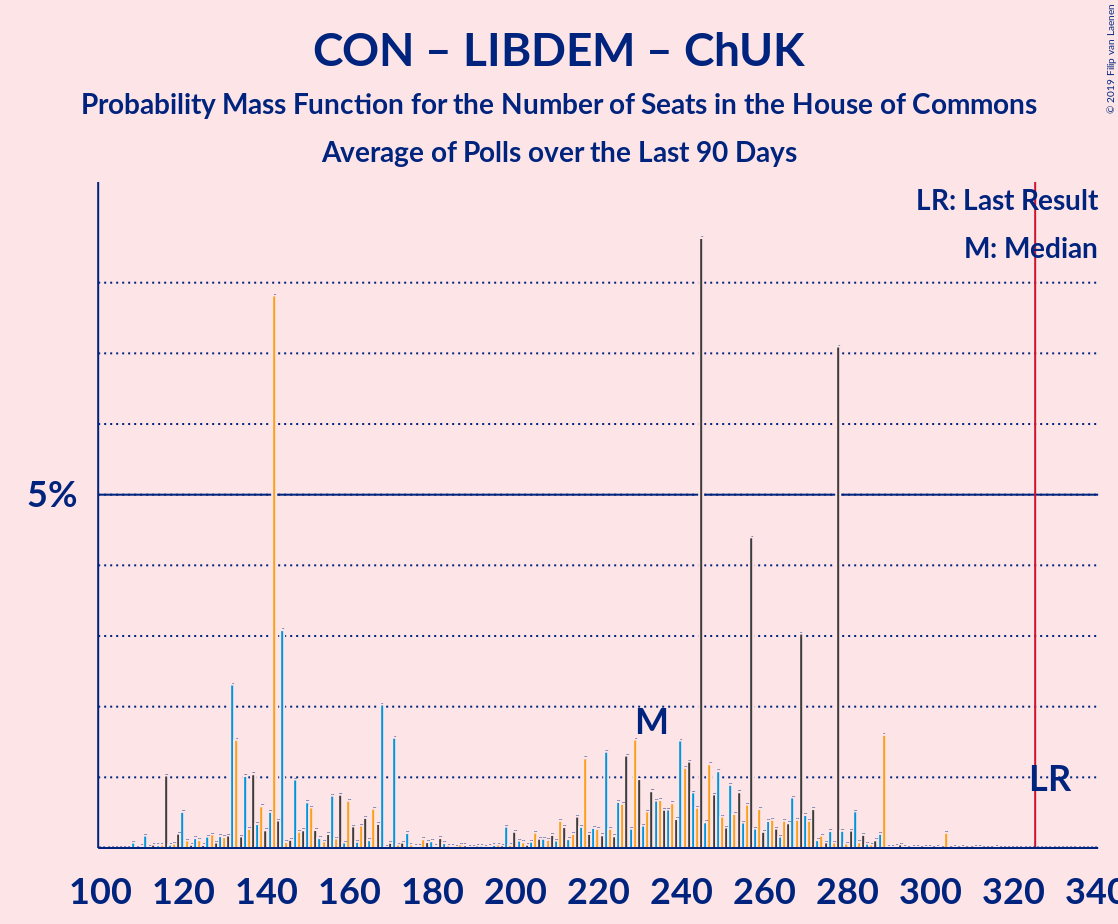 CON – LIBDEM – ChUK
Probability Mass Function for the Number of Seats in the House of Commons
Average of Polls over the Last 90 Days
© 2019 Filip van Laenen
LR: Last Result
M: Median
5%
M
LR
100 120 140 160 180 200 220 240 260 280 300 320 340